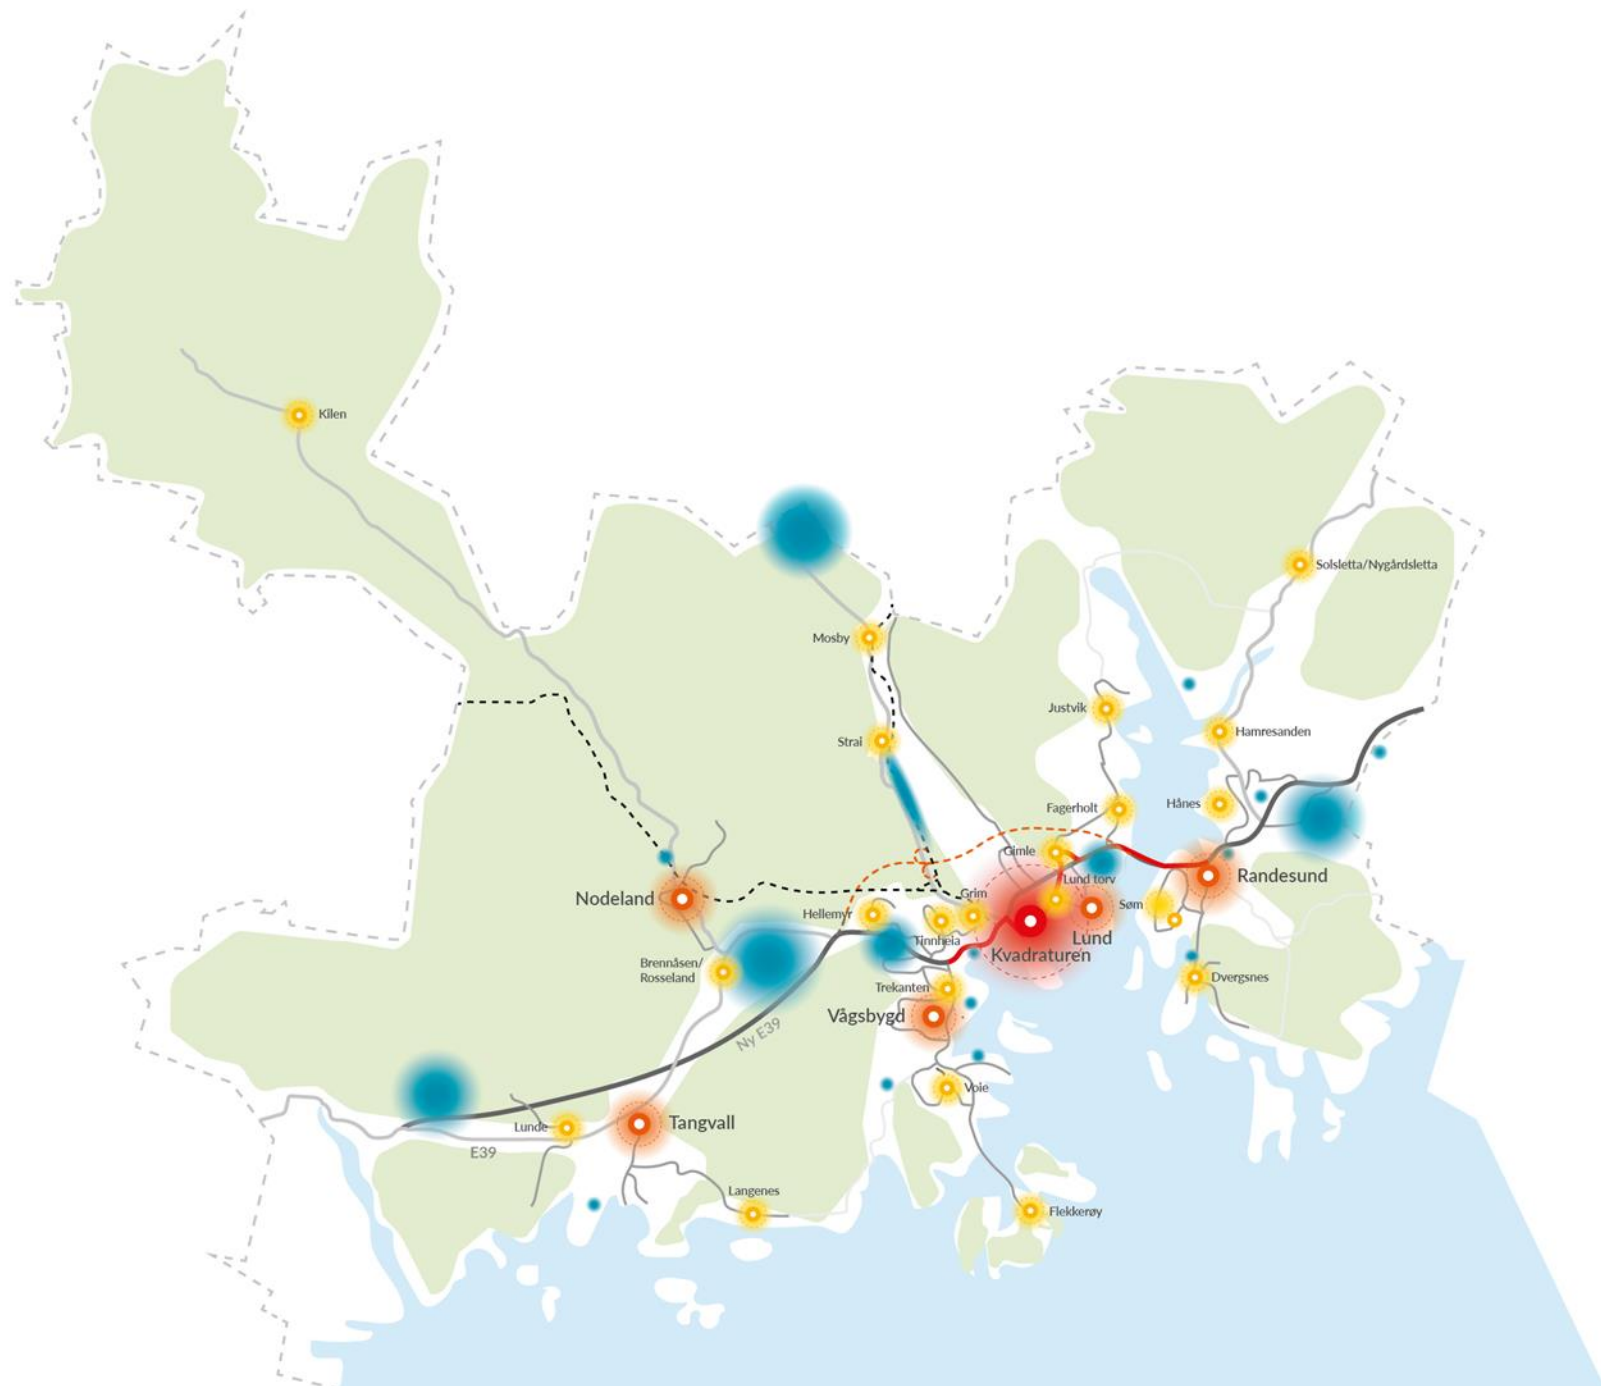 Kilen
Solsletta/Nygårdsletta
Mosby
Justvik
Hamresanden
Strai
Fagerholt
Hånes
Gimle
Lund torv
Randesund
Nodeland
Grim
Søm
Hellemyr
Tinnheia
Lund
Kvadraturen
Brennåsen/
Rosseland
Dvergsnes
Trekanten
Vågsbygd
Ny E39
Voie
Lunde
Tangvall
E39
Langenes
Flekkerøy